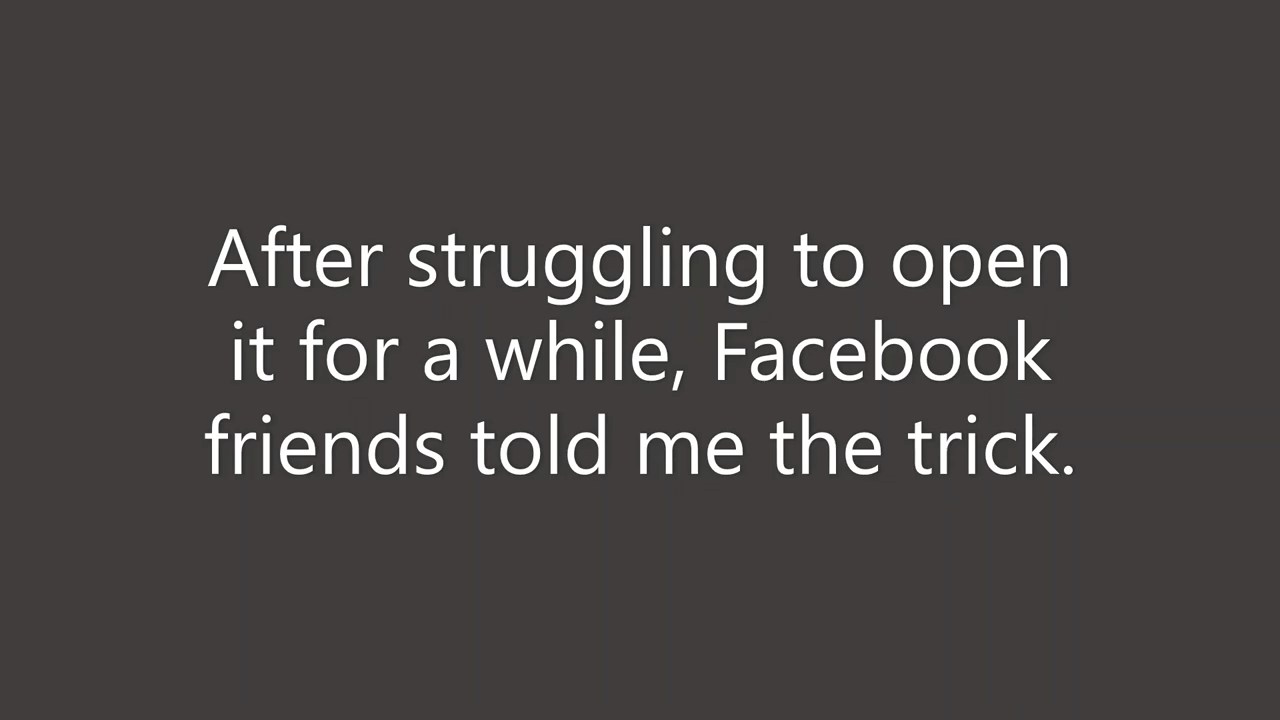 After struggling to open
it for a while, Facebook
friends told me the trick.